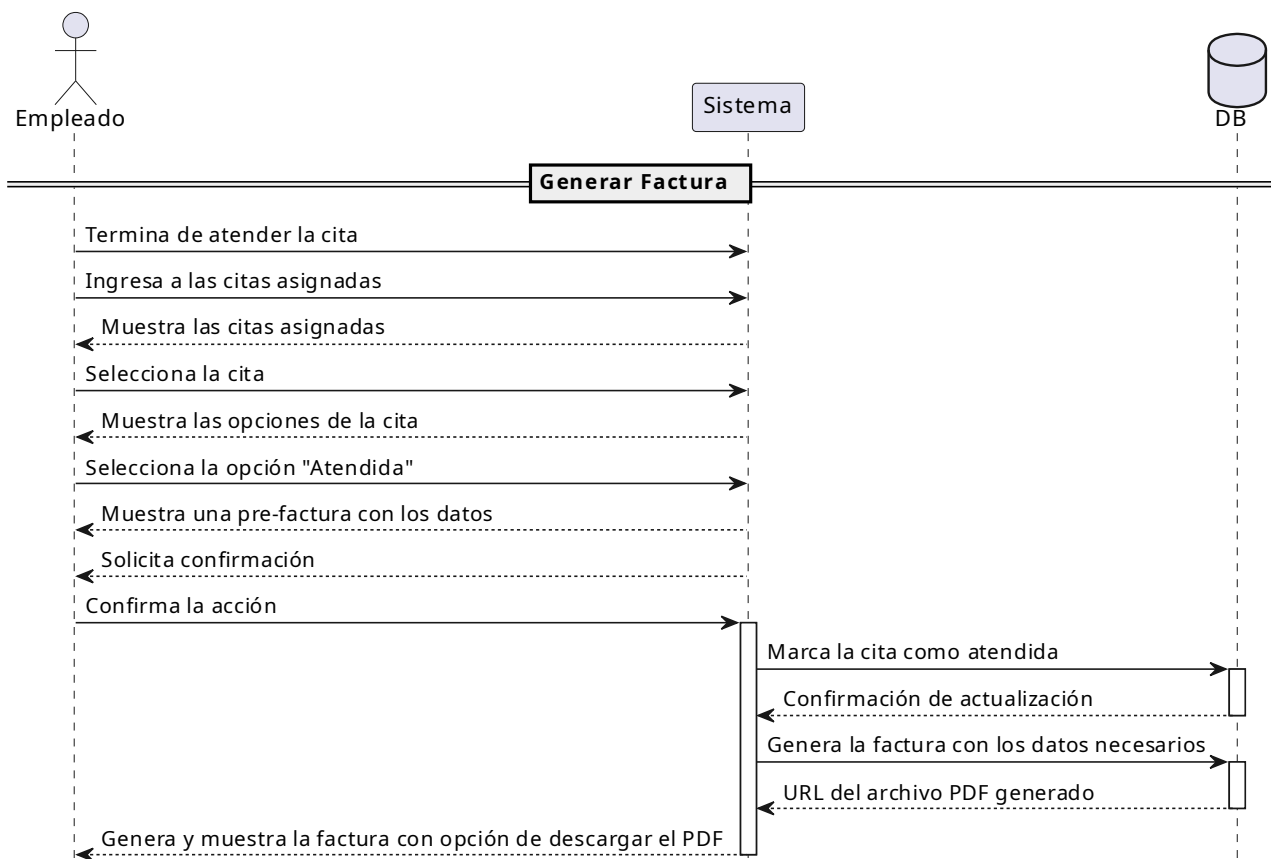 Empleado
Sistema
DB
Generar Factura
Termina de atender la cita
Ingresa a las citas asignadas
Muestra las citas asignadas
Selecciona la cita
Muestra las opciones de la cita
Selecciona la opción "Atendida"
Muestra una pre-factura con los datos
Solicita confirmación
Confirma la acción
Marca la cita como atendida
Confirmación de actualización
Genera la factura con los datos necesarios
URL del archivo PDF generado
Genera y muestra la factura con opción de descargar el PDF